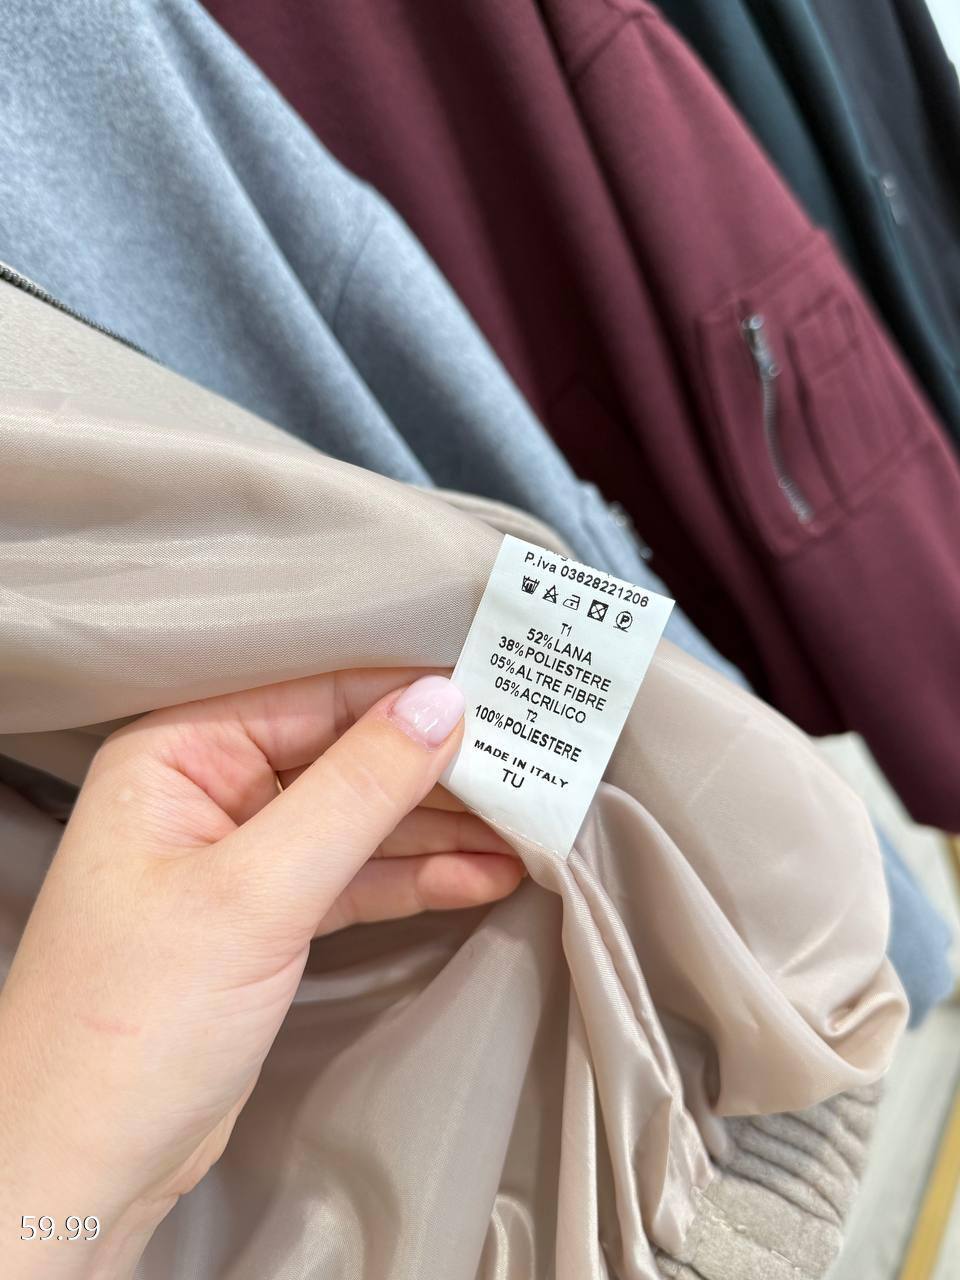 P.iva 03628221206
P
T1
52%LANA
38%POLIESTERE
05%ALTRE FIBRE
05%ACRILICO
T2
100%POLIESTERE
MADE IN ITALY
TU
59.99